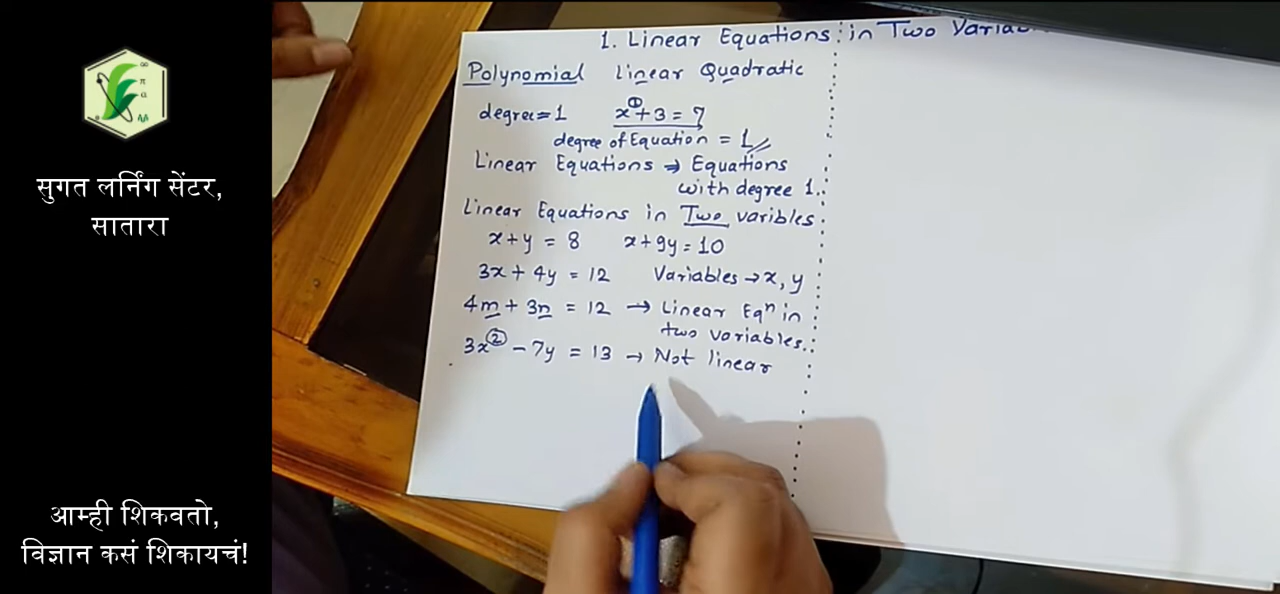 सुगत लर्निंग सेंटर,
सातारा
आम्ही शिकवतो,
विज्ञान कसं शिकायचं!
1. Linear Equations in Two
Polynomial Linear Quadratic
degree = 1 x¹ + 3 = 7
degree of Equation = 1
Linear Equations → Equations
with degree 1.
Linear Equations in Two varibles
x + y = 8 x + 9y = 10
3x + 4y = 12 Variables → x, y
4m + 3n = 12 → Linear Eqⁿ in
two variables.
3x² - 7y = 13 → Not linear